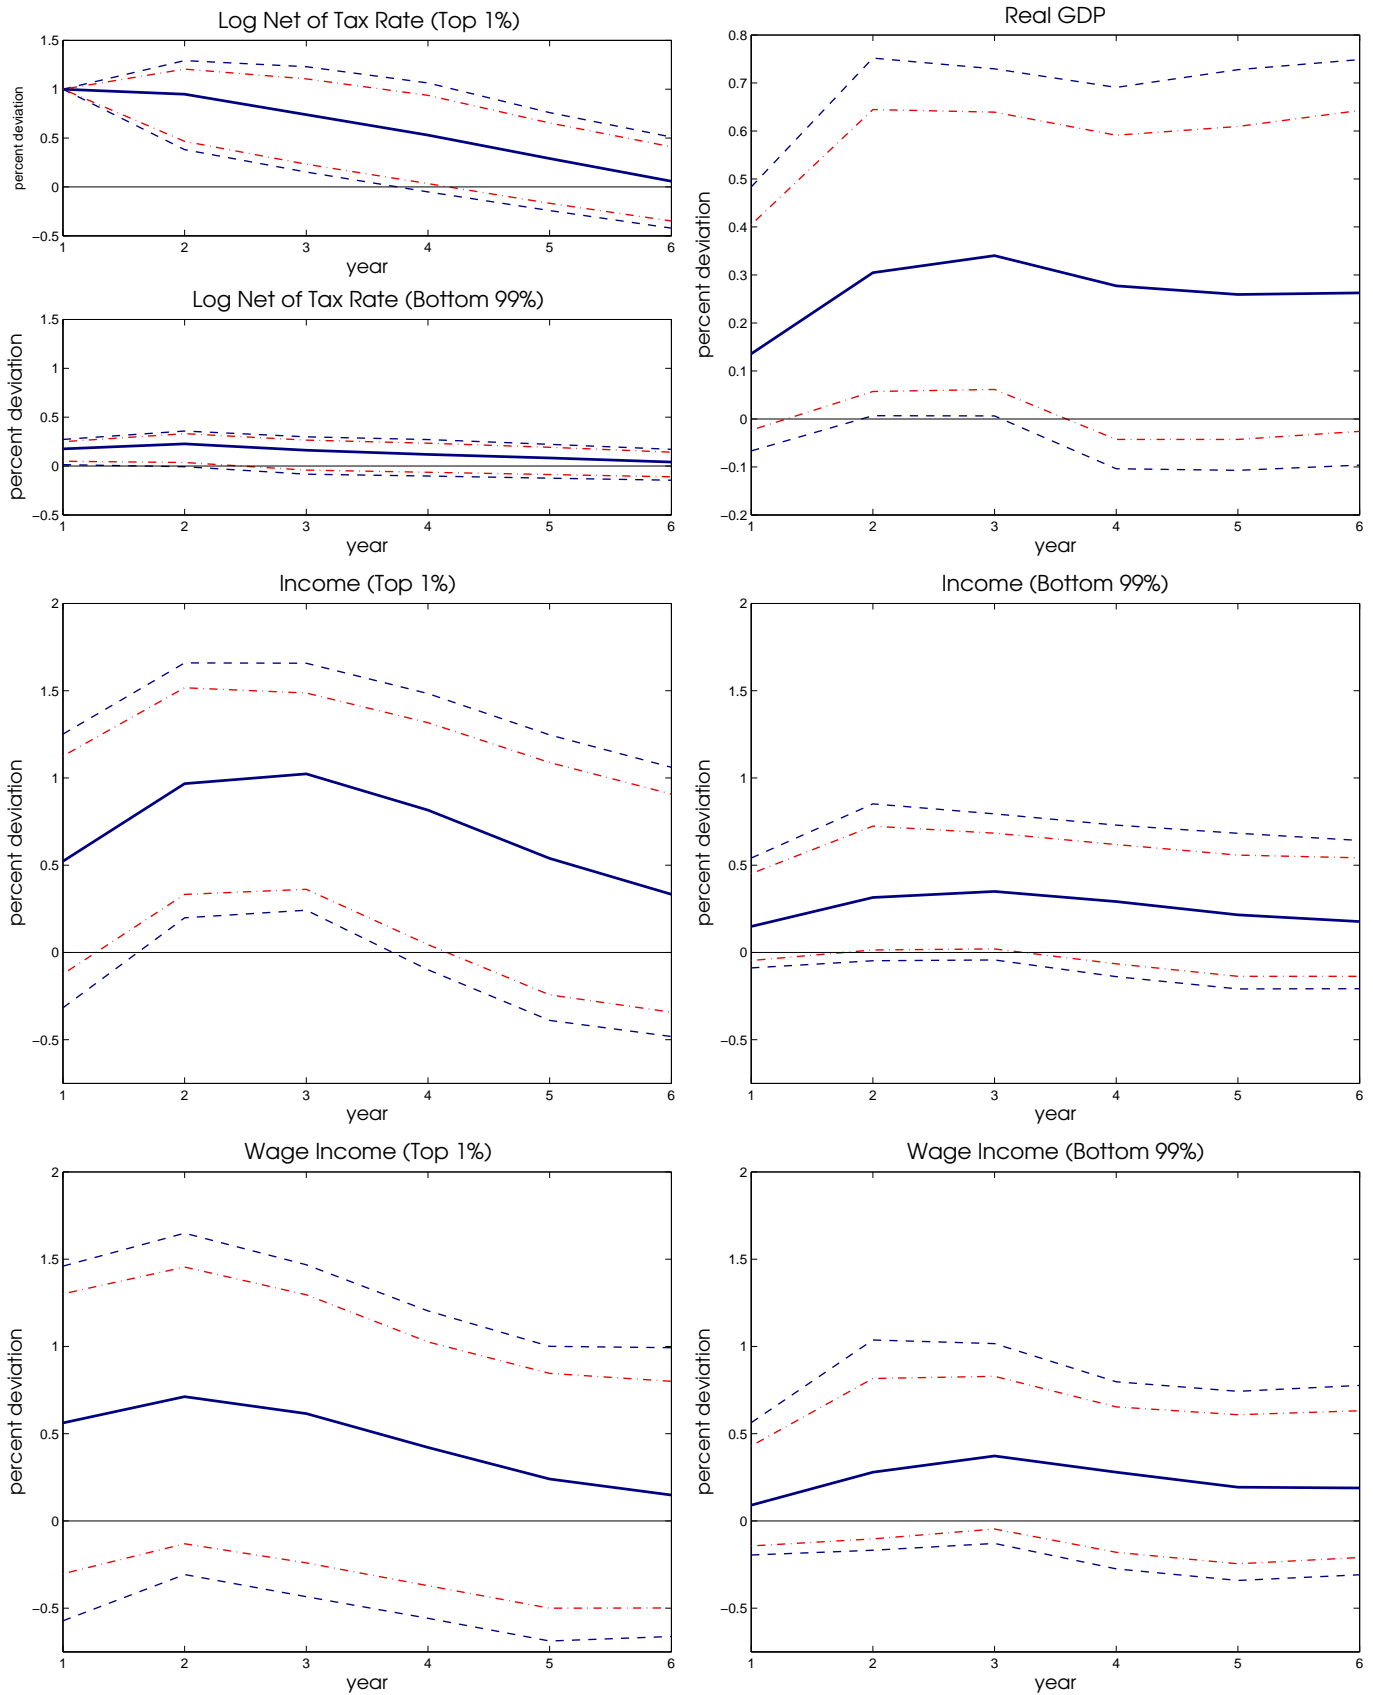 Log Net of Tax Rate (Top 1%)
1.5
1
0.5
0
−0.5
percent deviation
1 2 3 4 5 6
year
Log Net of Tax Rate (Bottom 99%)
1.5
1
0.5
0
−0.5
percent deviation
1 2 3 4 5 6
year
Real GDP
0.8
0.7
0.6
0.5
0.4
0.3
0.2
0.1
0
−0.1
−0.2
percent deviation
1 2 3 4 5 6
year
Income (Top 1%)
2
1.5
1
0.5
0
−0.5
percent deviation
1 2 3 4 5 6
year
Income (Bottom 99%)
2
1.5
1
0.5
0
−0.5
percent deviation
1 2 3 4 5 6
year
Wage Income (Top 1%)
2
1.5
1
0.5
0
−0.5
percent deviation
1 2 3 4 5 6
year
Wage Income (Bottom 99%)
2
1.5
1
0.5
0
−0.5
percent deviation
1 2 3 4 5 6
year